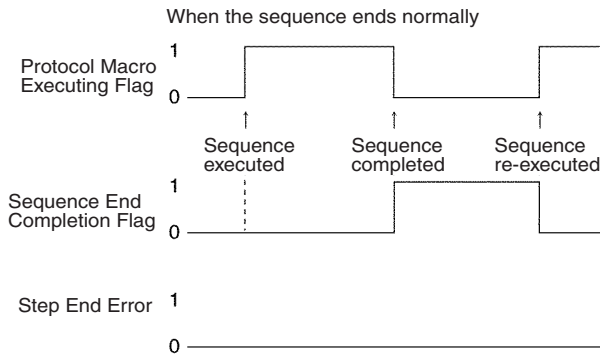 When the sequence ends normally
1
Protocol Macro
Executing Flag
0
Sequence
executed
Sequence
completed
Sequence
re-executed
1
Sequence End
Completion Flag
0
1
Step End Error
0